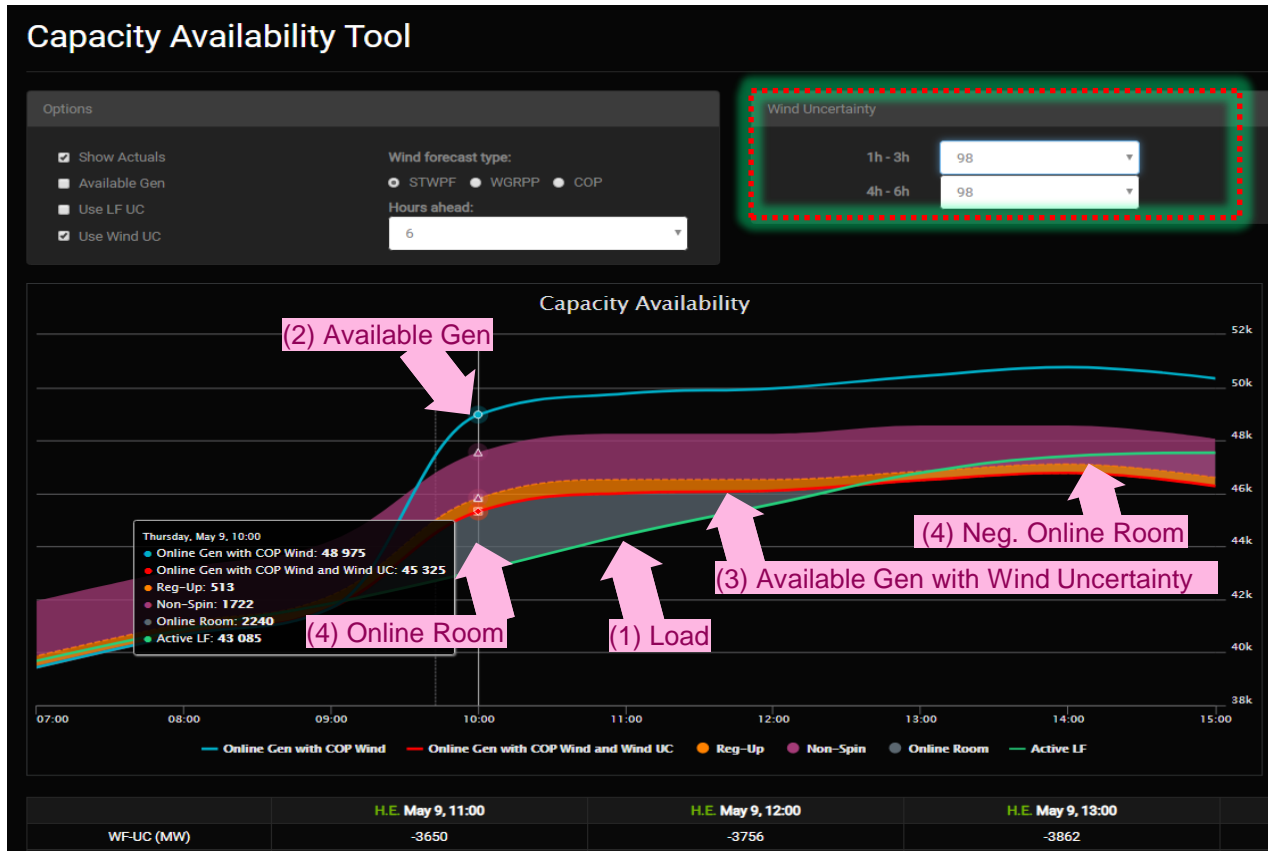 Capacity Availability Tool
Options
Show Actuals
Available Gen
Use LF UC
Use Wind UC
Wind forecast type:
STWPF WGRPP COP
Hours ahead:
6
Wind Uncertainty
1h - 3h 98
4h - 6h 98
Capacity Availability
(2) Available Gen
52k
50k
48k
46k
44k
42k
40k
38k
(4) Neg. Online Room
(3) Available Gen with Wind Uncertainty
(4) Online Room
(1) Load
Thursday, May 9, 10:00
Online Gen with COP Wind: 48 975
Online Gen with COP Wind and Wind UC: 45 325
Reg-Up: 513
Non-Spin: 1722
Online Room: 2240
Active LF: 43 085
07:00 08:00 09:00 10:00 11:00 12:00 13:00 14:00 15:00
Online Gen with COP Wind Online Gen with COP Wind and Wind UC Reg-Up Non-Spin Online Room Active LF
H.E. May 9, 11:00 H.E. May 9, 12:00 H.E. May 9, 13:00
WF-UC (MW) -3650 -3756 -3862